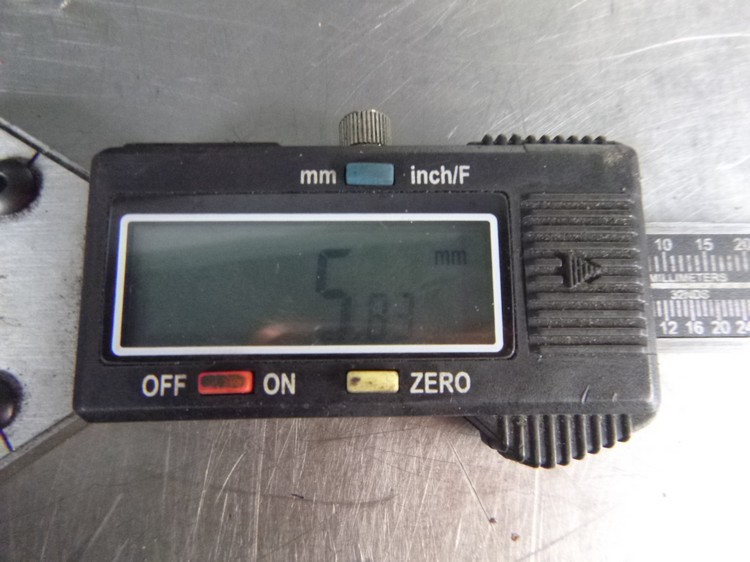 mm inch/F
mm
5.83
OFF ON ZERO
10 15 20
MILLIMETERS
32NDS
12 16 20 24